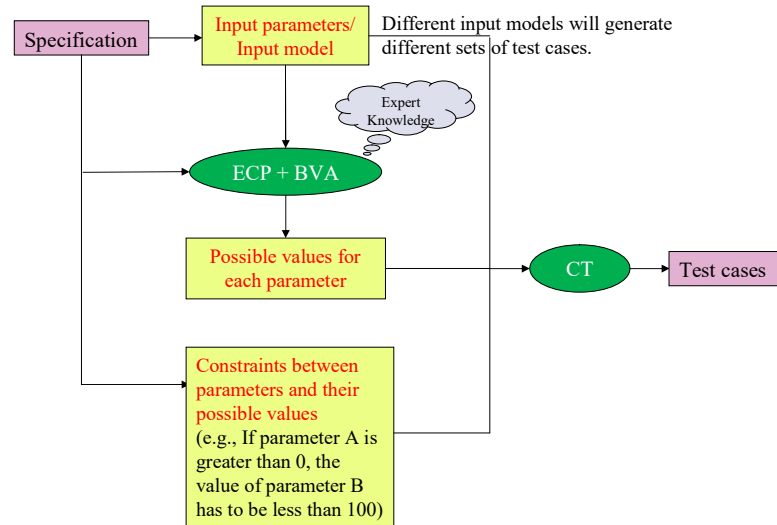 Specification
Input parameters/
Input model
Different input models will generate
different sets of test cases.
Expert
Knowledge
ECP + BVA
Possible values for
each parameter
CT
Test cases
Constraints between
parameters and their
possible values
(e.g., If parameter A is
greater than 0, the
value of parameter B
has to be less than 100)